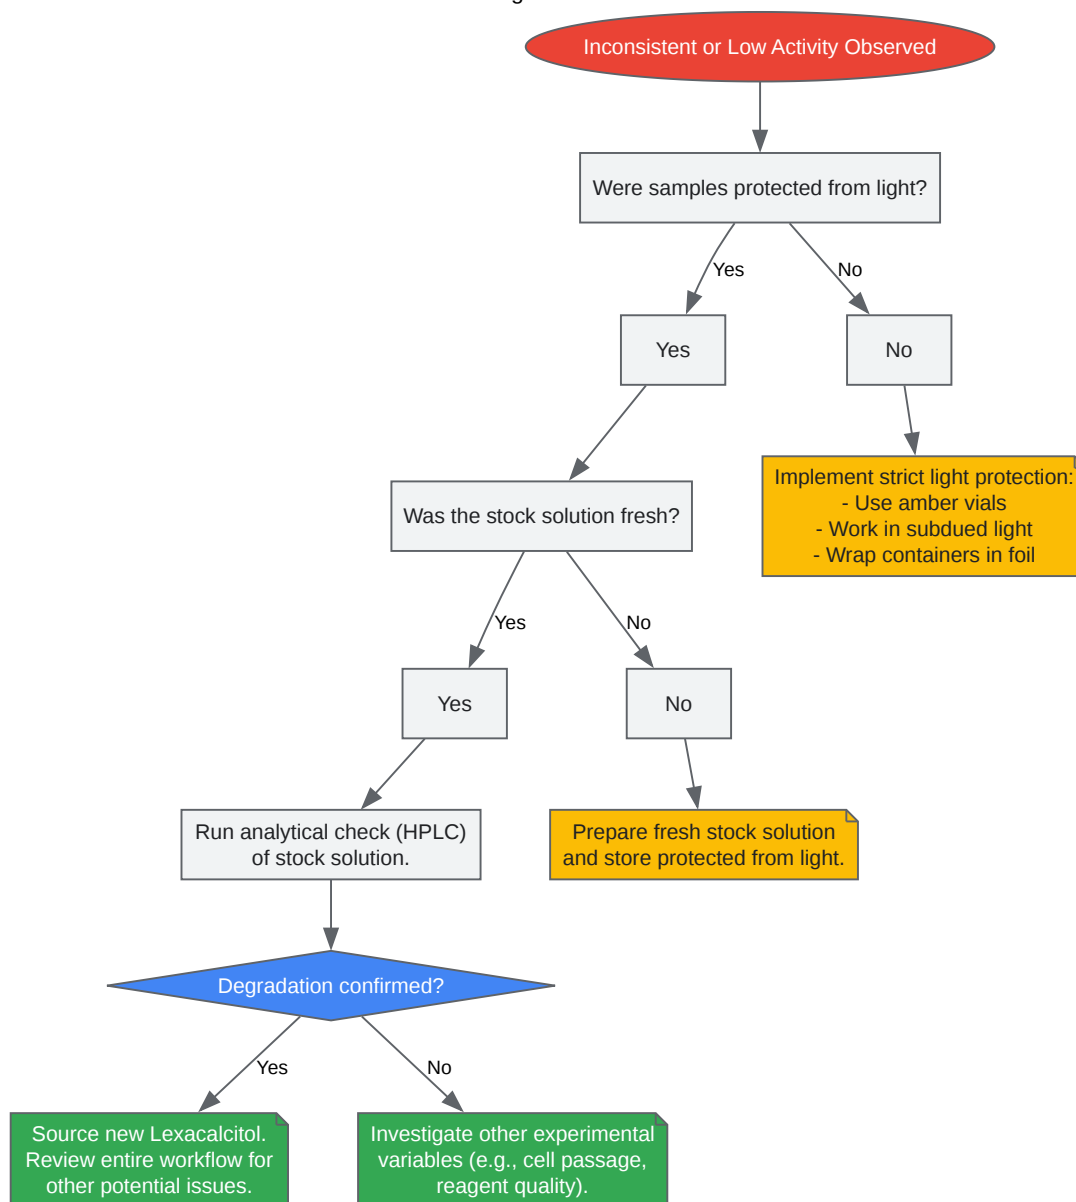 Inconsistent or Low Activity Observed
Were samples protected from light?
Yes
No
Yes
No
Implement strict light protection:
- Use amber vials
- Work in subdued light
- Wrap containers in foil
Was the stock solution fresh?
Yes
No
Yes
No
Run analytical check (HPLC)
of stock solution.
Prepare fresh stock solution
and store protected from light.
Degradation confirmed?
Yes
No
Source new Lexacalcitol.
Review entire workflow for
other potential issues.
Investigate other experimental
variables (e.g., cell passage,
reagent quality).